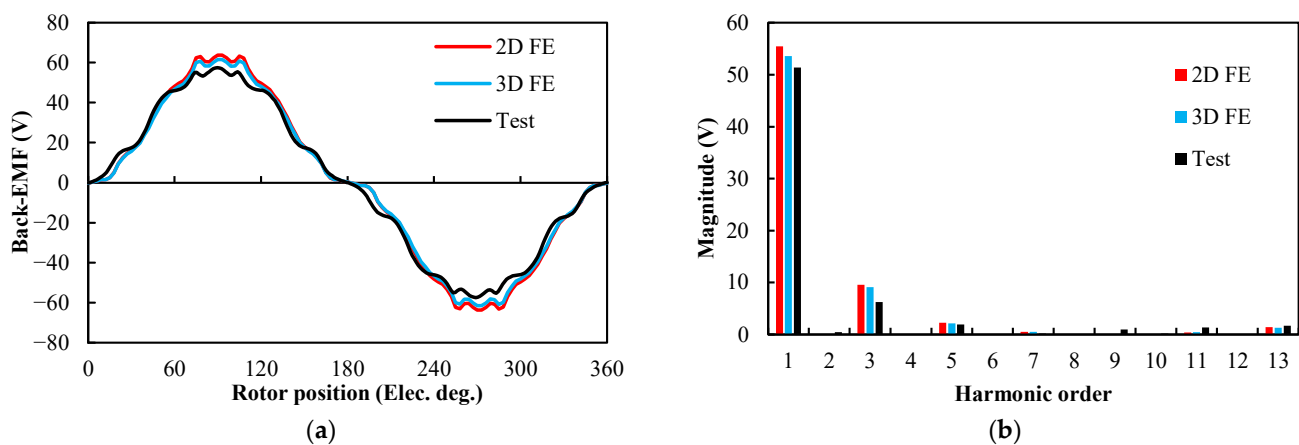 80
60
40
20
0
−20
−40
−60
−80
Back-EMF (V)
2D FE
3D FE
Test
0 60 120 180 240 300 360
Rotor position (Elec. deg.)
(a)
60
50
40
30
20
10
0
Magnitude (V)
2D FE
3D FE
Test
1 2 3 4 5 6 7 8 9 10 11 12 13
Harmonic order
(b)